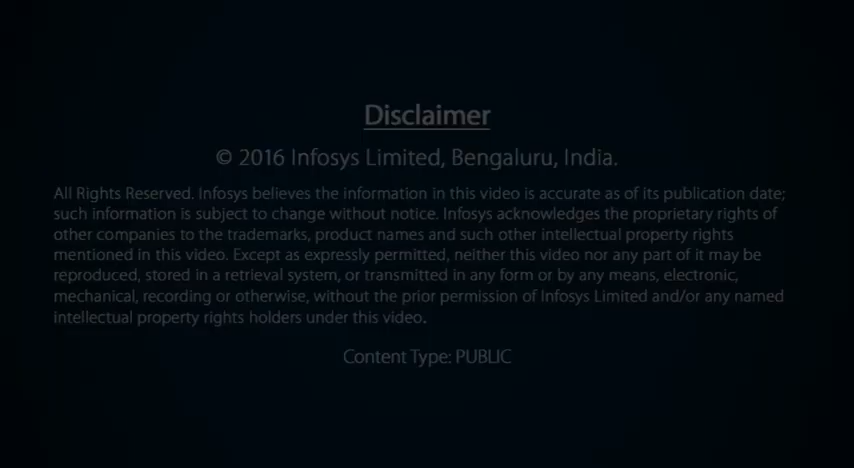 Disclaimer
© 2016 Infosys Limited, Bengaluru, India.
All Rights Reserved. Infosys believes the information in this video is accurate as of its publication date;
such information is subject to change without notice. Infosys acknowledges the proprietary rights of
other companies to the trademarks, product names and such other intellectual property rights
mentioned in this video. Except as expressly permitted, neither this video nor any part of it may be
reproduced, stored in a retrieval system, or transmitted in any form or by any means, electronic,
mechanical, recording or otherwise, without the prior permission of Infosys Limited and/or any named
intellectual property rights holders under this video.
Content Type: PUBLIC